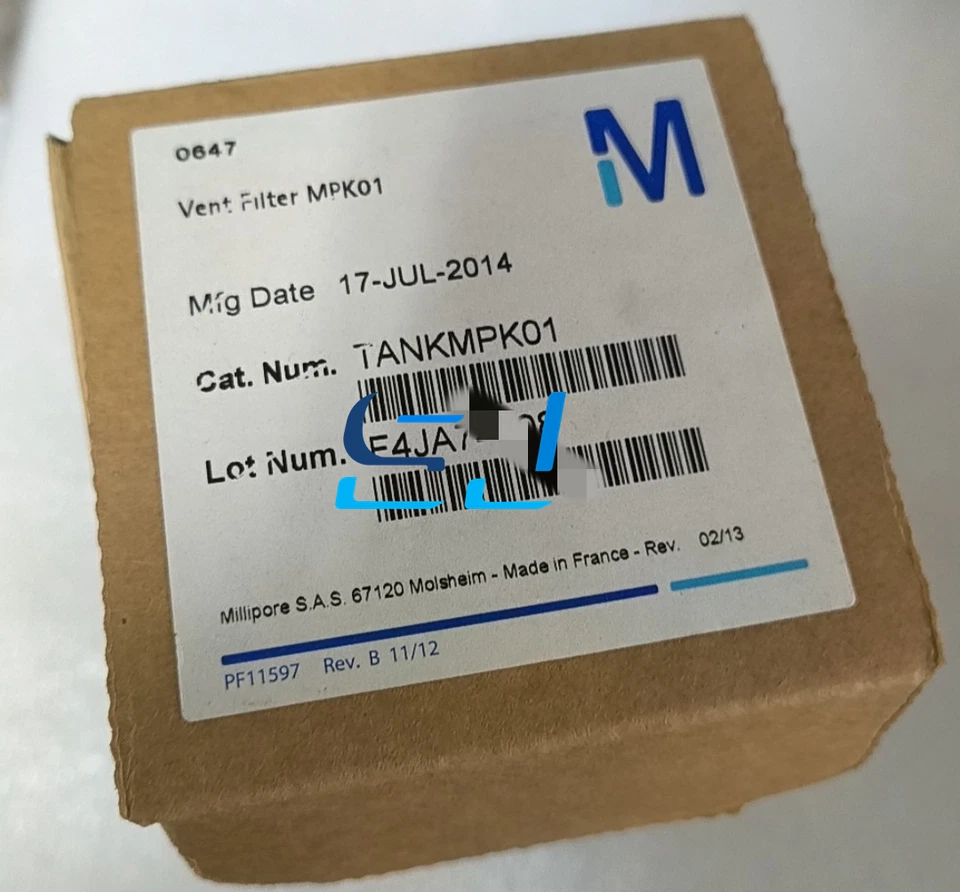 0647
Vent Filter MPK01
Mfg Date 17-JUL-2014
Cat. Num. TANKMPK01
Lot Num.
Millipore S.A.S. 67120 Molsheim - Made in France - Rev. 02/13
PF11597 Rev. B 11/12